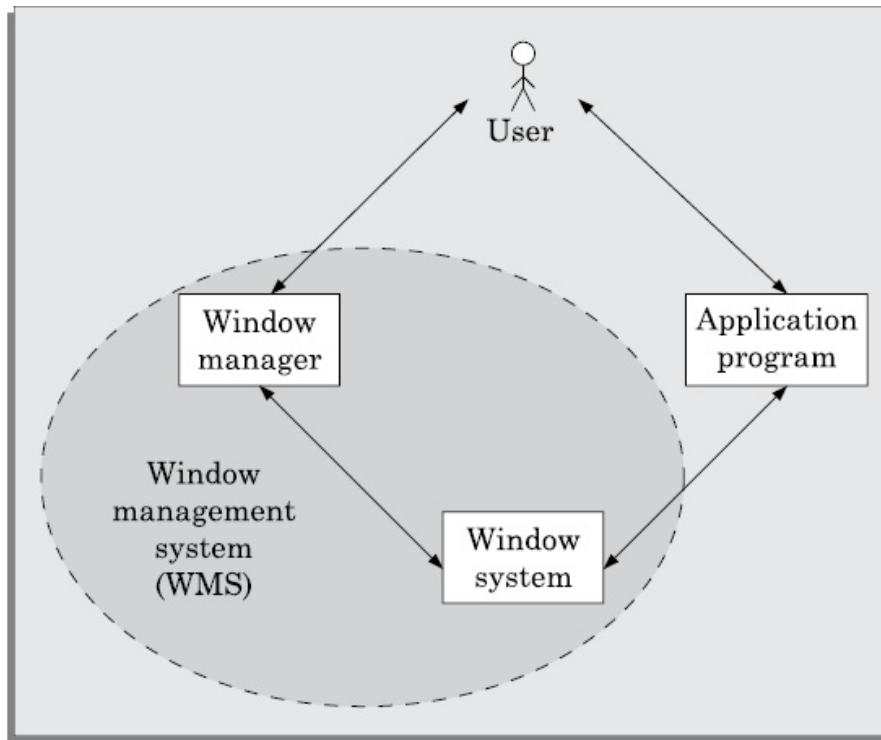 User
Window
manager
Application
program
Window
management
system
(WMS)
Window
system